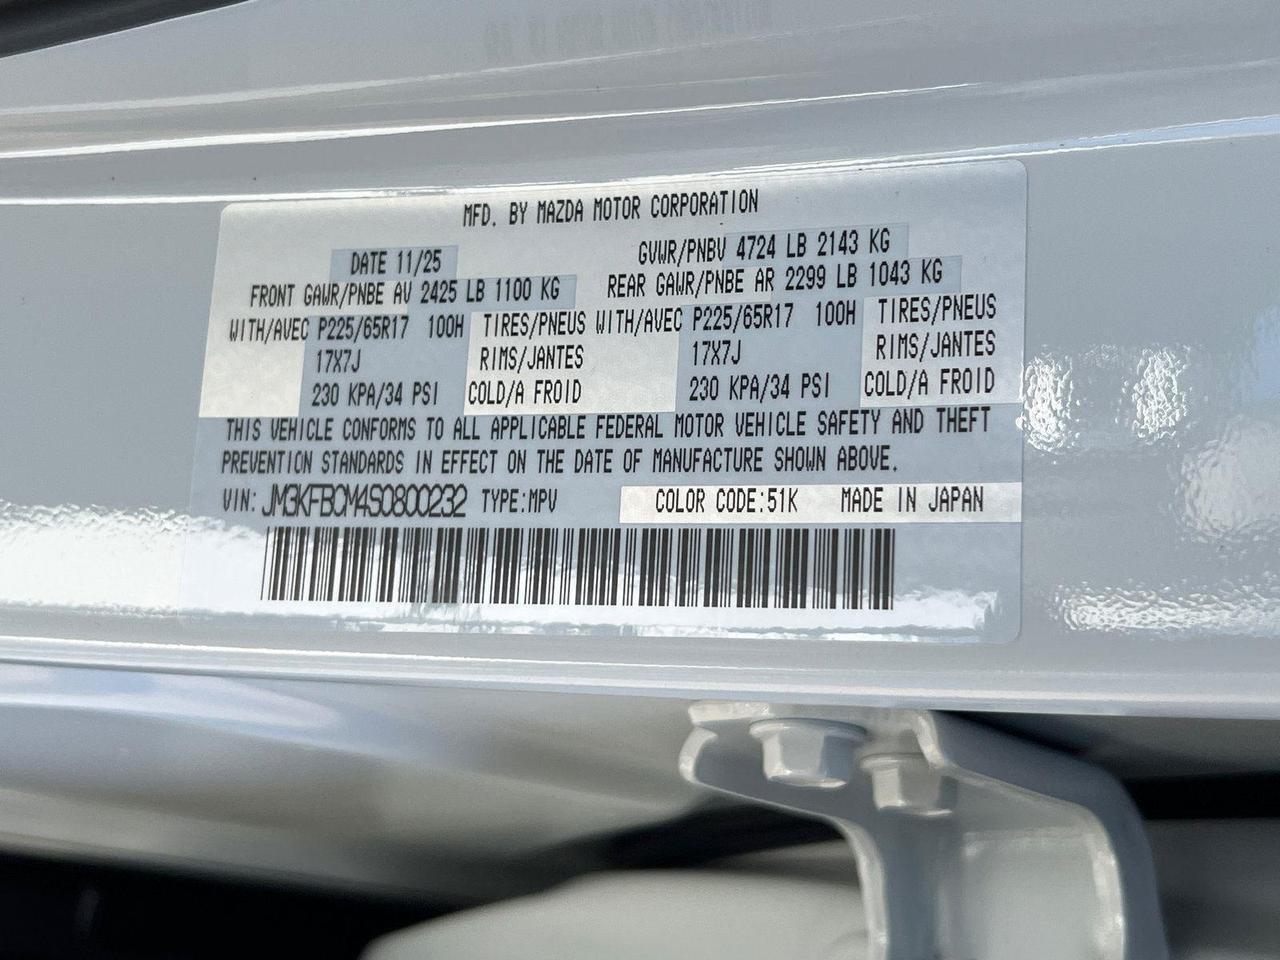 MFD. BY MAZDA MOTOR CORPORATION
DATE 11/25 GVWR/PNBV 4724 LB 2143 KG
FRONT GAWR/PNBE AV 2425 LB 1100 KG REAR GAWR/PNBE AR 2299 LB 1043 KG
WITH/AVEC P225/65R17 100H TIRES/PNEUS WITH/AVEC P225/65R17 100H TIRES/PNEUS
17X7J RIMS/JANTES 17X7J RIMS/JANTES
230 KPA/34 PSI COLD/A FROID 230 KPA/34 PSI COLD/A FROID
THIS VEHICLE CONFORMS TO ALL APPLICABLE FEDERAL MOTOR VEHICLE SAFETY AND THEFT
PREVENTION STANDARDS IN EFFECT ON THE DATE OF MANUFACTURE SHOWN ABOVE.
VIN: JM3KFBCM4S0800232 TYPE:MPV COLOR CODE:51K MADE IN JAPAN